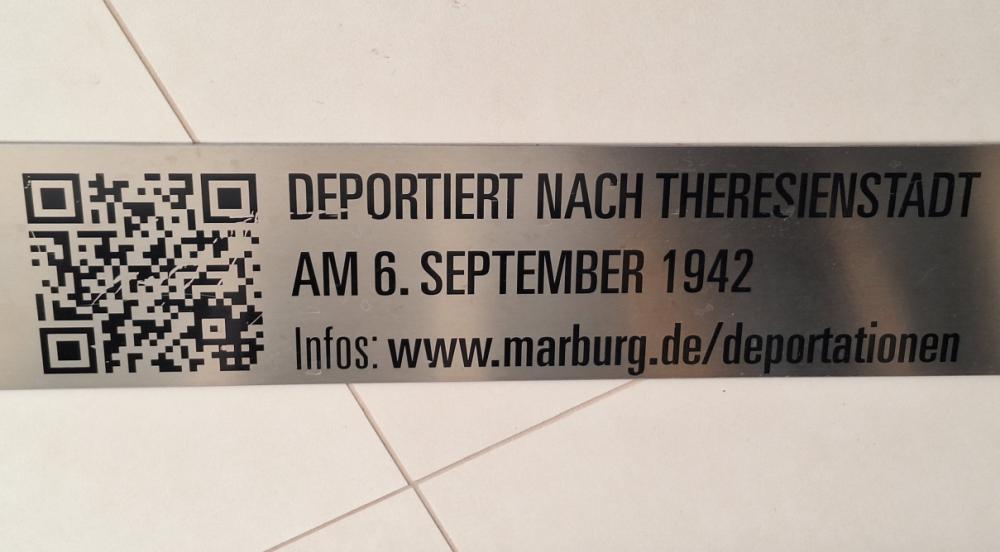 DEPORTIERT NACH THERESIENSTADT
AM 6. SEPTEMBER 1942
Infos: www.marburg.de/deportationen